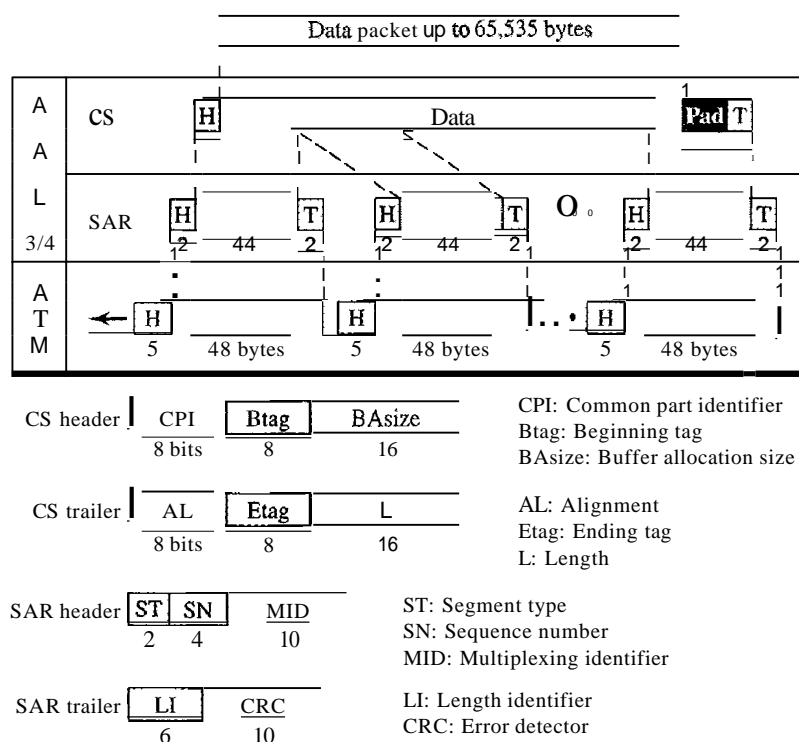 Data packet up to 65,535 bytes
A
A
L
3/4
CS
H
Data
Pad T
SAR
H T H T H T
2 44 2 2 44 2 2 44 2
A
T
M
H H H
5 48 bytes 5 48 bytes 5 48 bytes
CS header CPI Btag BAsize
8 bits 8 16
CPI: Common part identifier
Btag: Beginning tag
BAsize: Buffer allocation size
CS trailer AL Etag L
8 bits 8 16
AL: Alignment
Etag: Ending tag
L: Length
SAR header ST SN MID
2 4 10
ST: Segment type
SN: Sequence number
MID: Multiplexing identifier
SAR trailer LI CRC
6 10
LI: Length identifier
CRC: Error detector